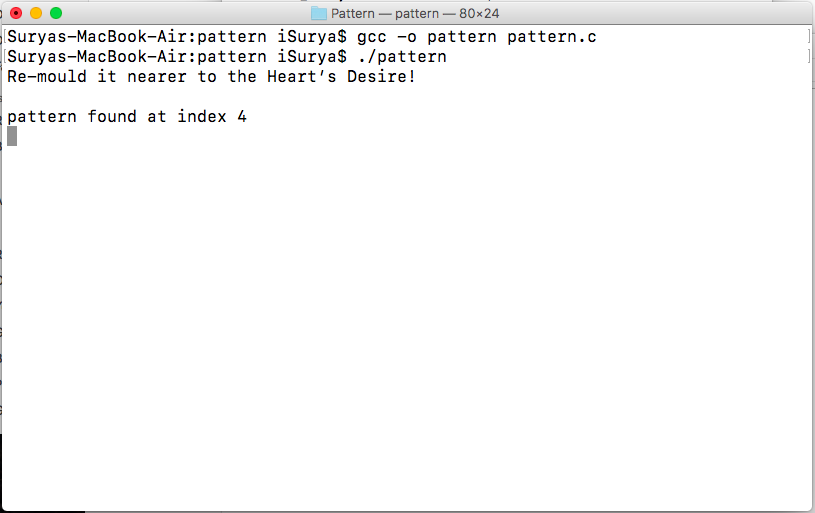 Pattern — pattern — 80×24
[Suryas-MacBook-Air:pattern iSurya$ gcc -o pattern pattern.c ]
[Suryas-MacBook-Air:pattern iSurya$ ./pattern ]
Re-mould it nearer to the Heart's Desire!
pattern found at index 4